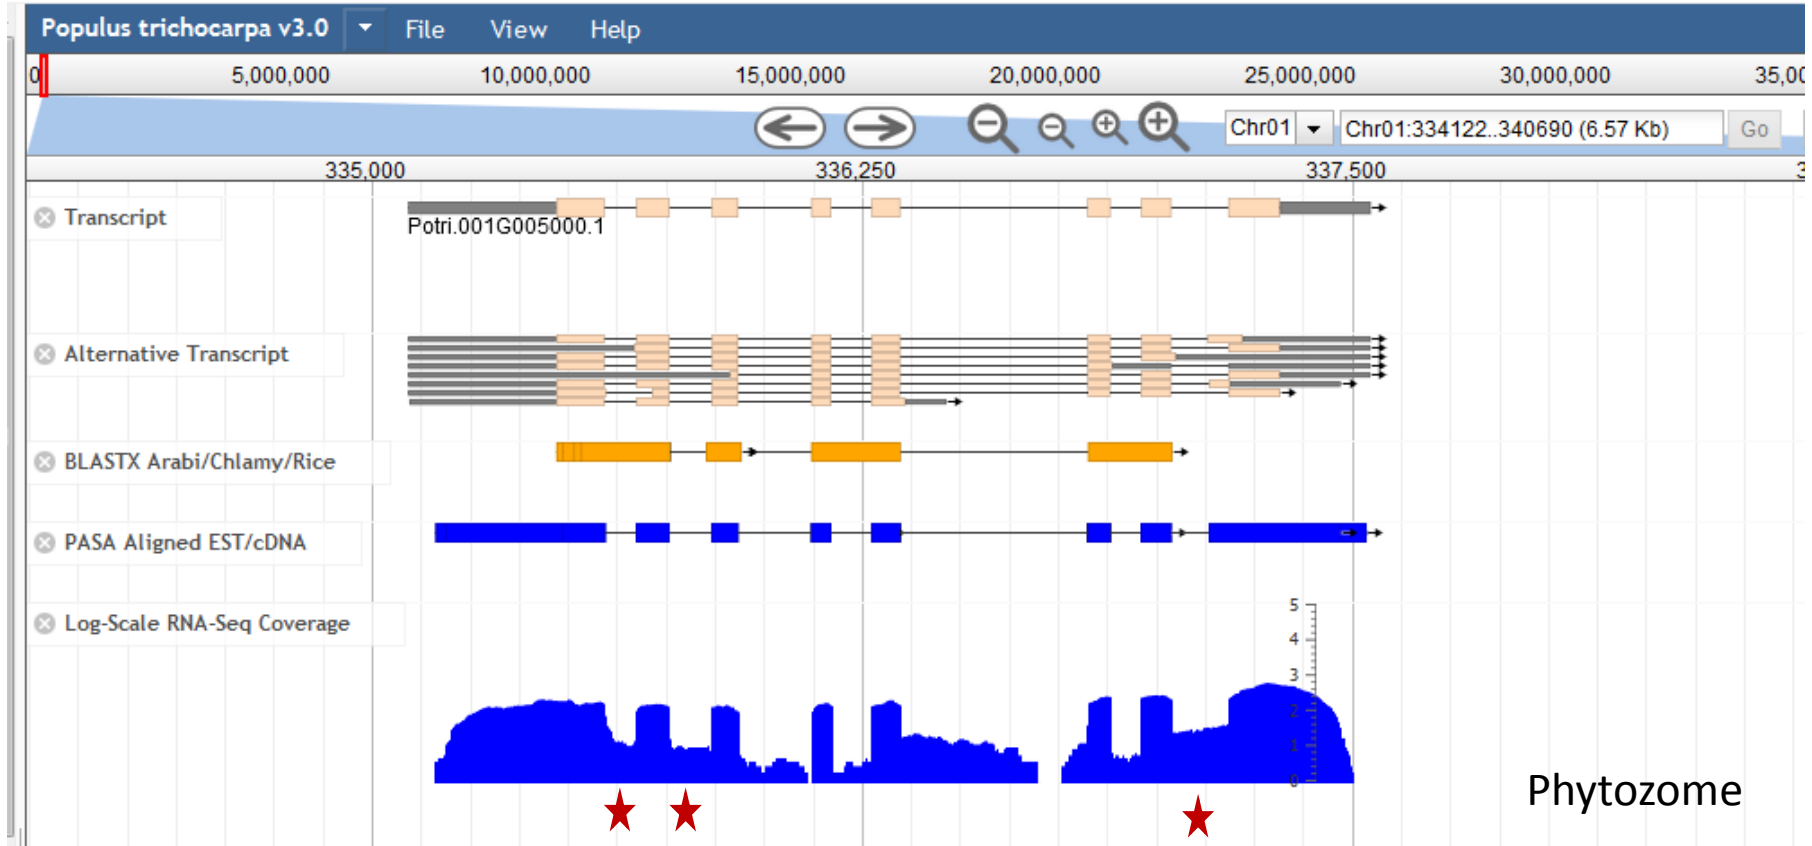 Populus trichocarpa v3.0 File View Help
0 5,000,000 10,000,000 15,000,000 20,000,000 25,000,000 30,000,000 35,00
Chr01 Chr01:334122..340690 (6.57 Kb) Go
335,000 336,250 337,500 3
Transcript
Potri.001G005000.1
Alternative Transcript
BLASTX Arabi/Chlamy/Rice
PASA Aligned EST/cDNA
Log-Scale RNA-Seq Coverage
5
4
3
2
1
0
Phytozome